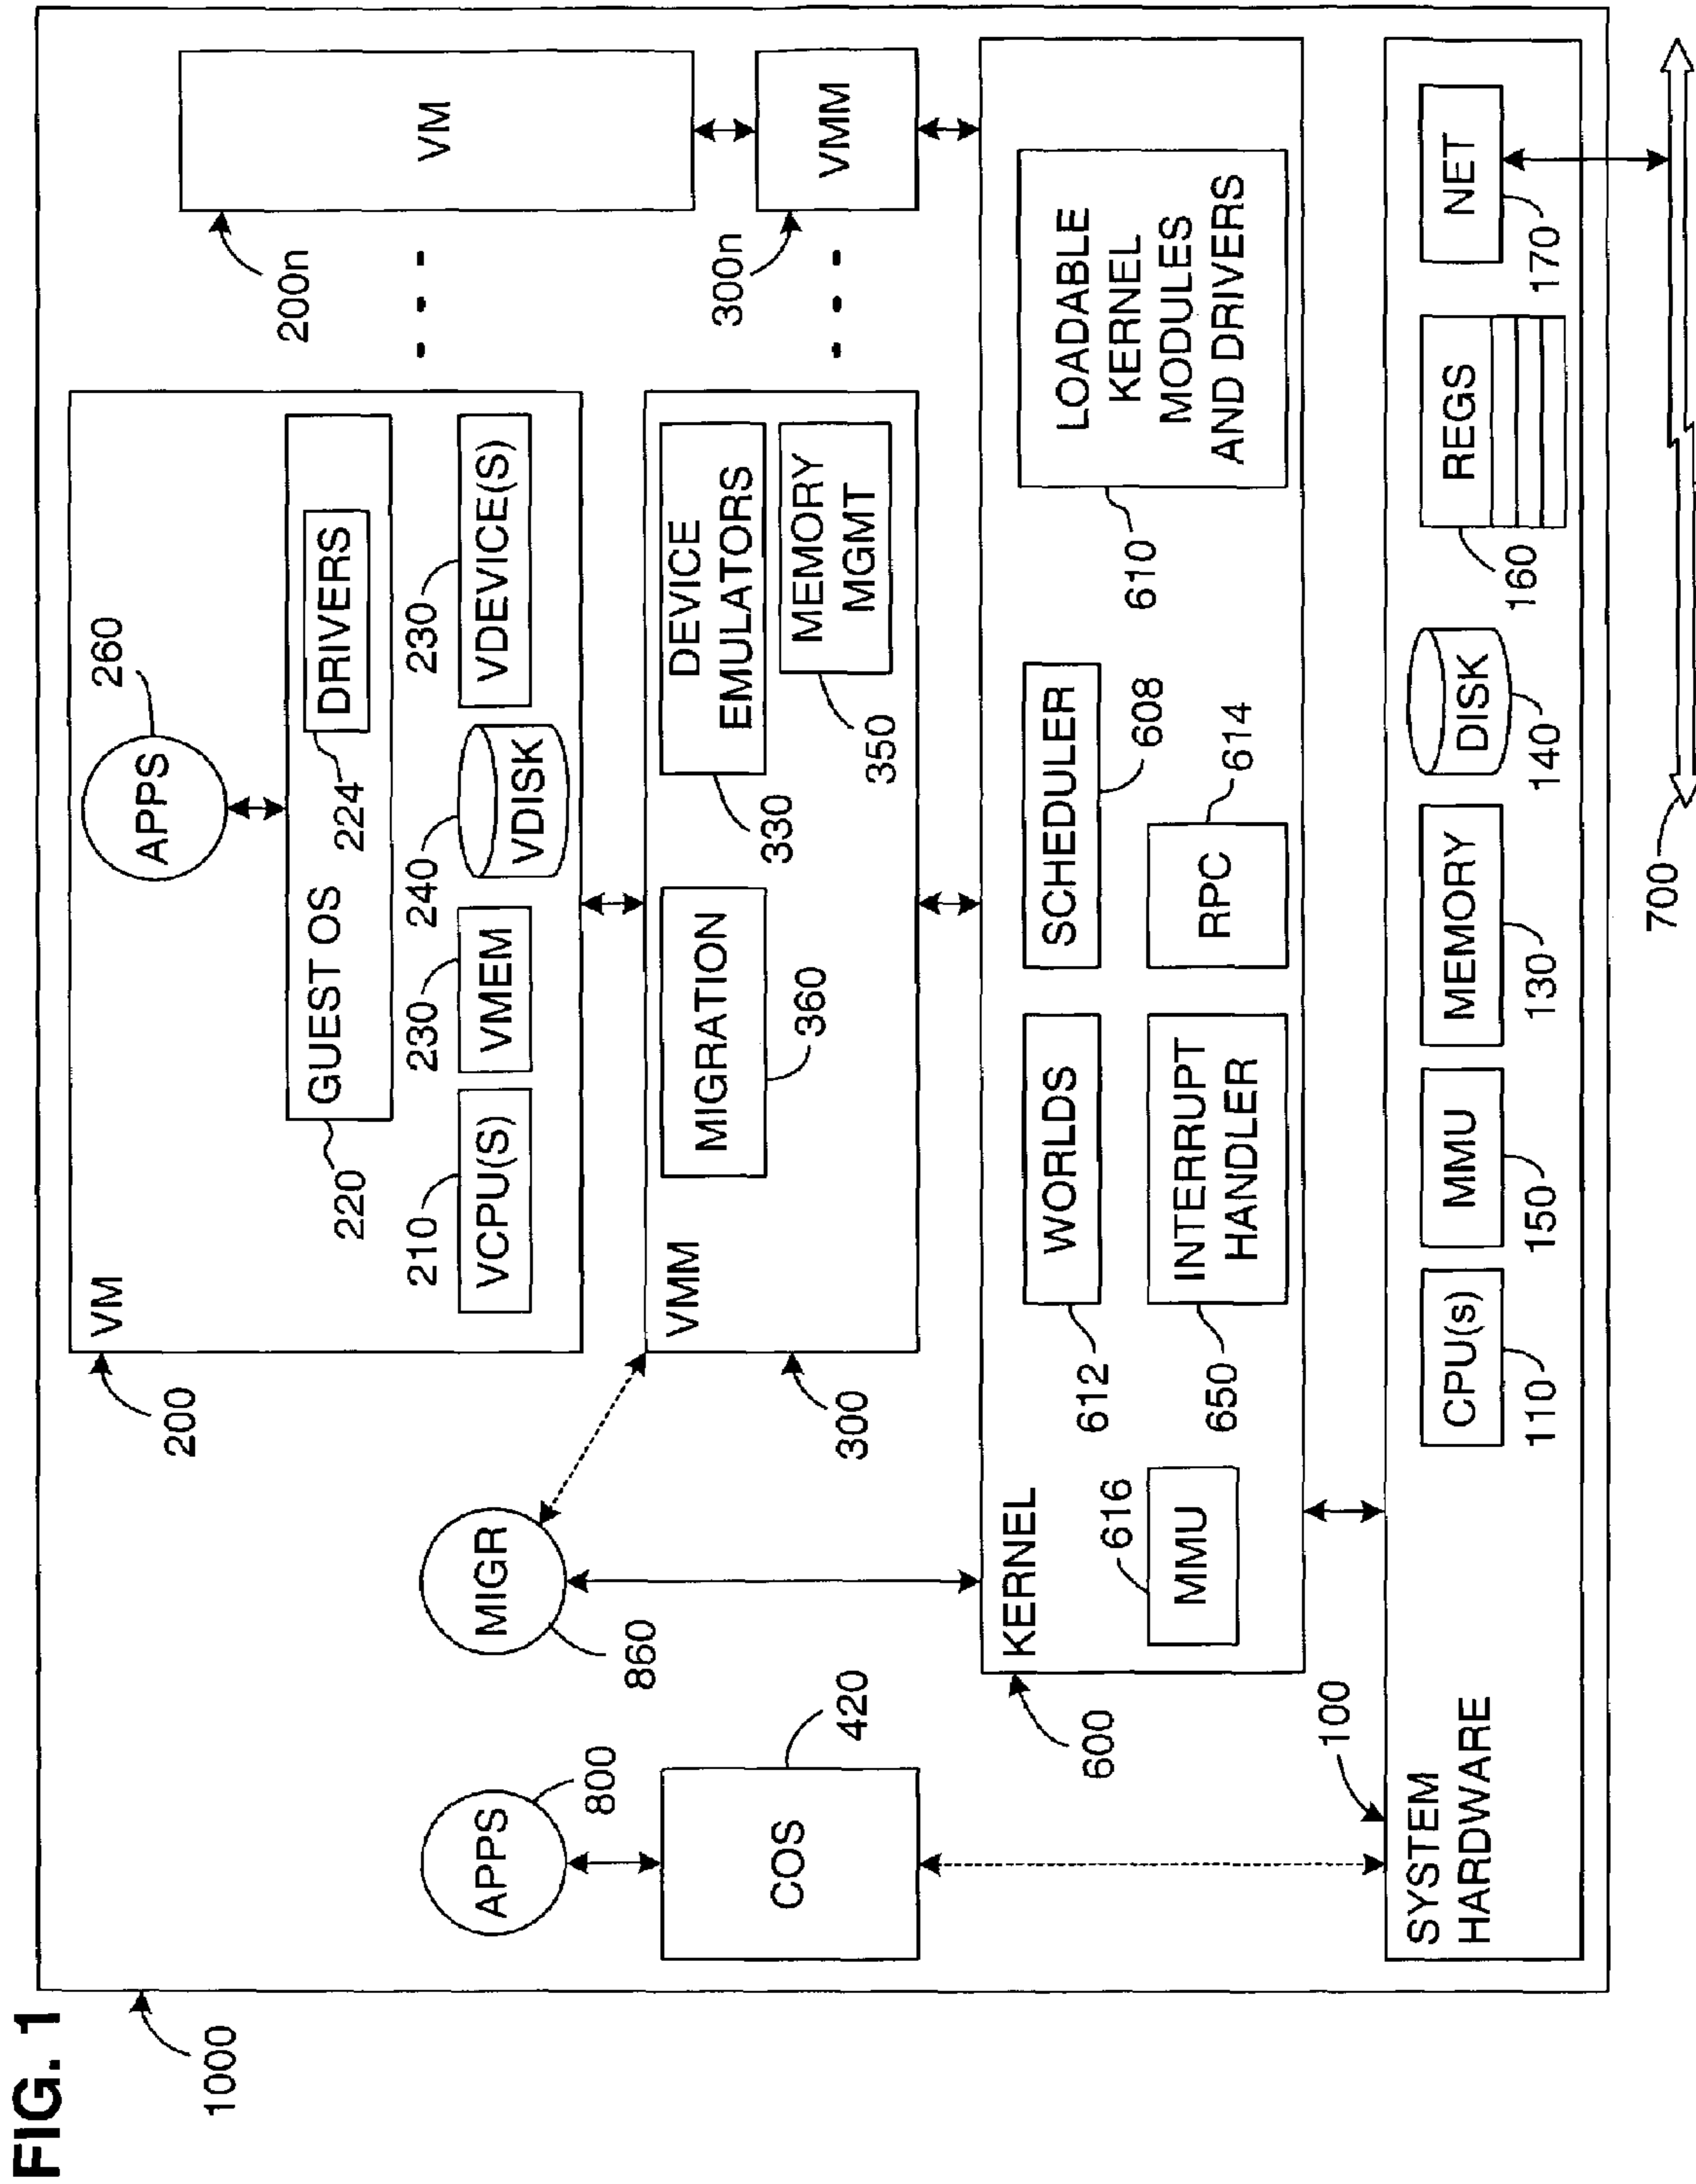 FIG. 1
1000
VM
200
APPS
260
GUEST OS
220
DRIVERS
224
VCPU(S)
210
VMEM
230
VDISK
240
VDEVICE(S)
230
VM
200n
VMM
300
MIGRATION
360
DEVICE
EMULATORS
330
MEMORY
MGMT
350
VMM
300n
APPS
800
MIGR
860
COS
420
KERNEL
600
MMU
616
WORLDS
612
INTERRUPT
HANDLER
650
SCHEDULER
608
RPC
614
LOADABLE
KERNEL
MODULES
AND DRIVERS
610
SYSTEM
HARDWARE
100
CPU(s)
110
MMU
150
MEMORY
130
DISK
140
REGS
160
NET
170
700